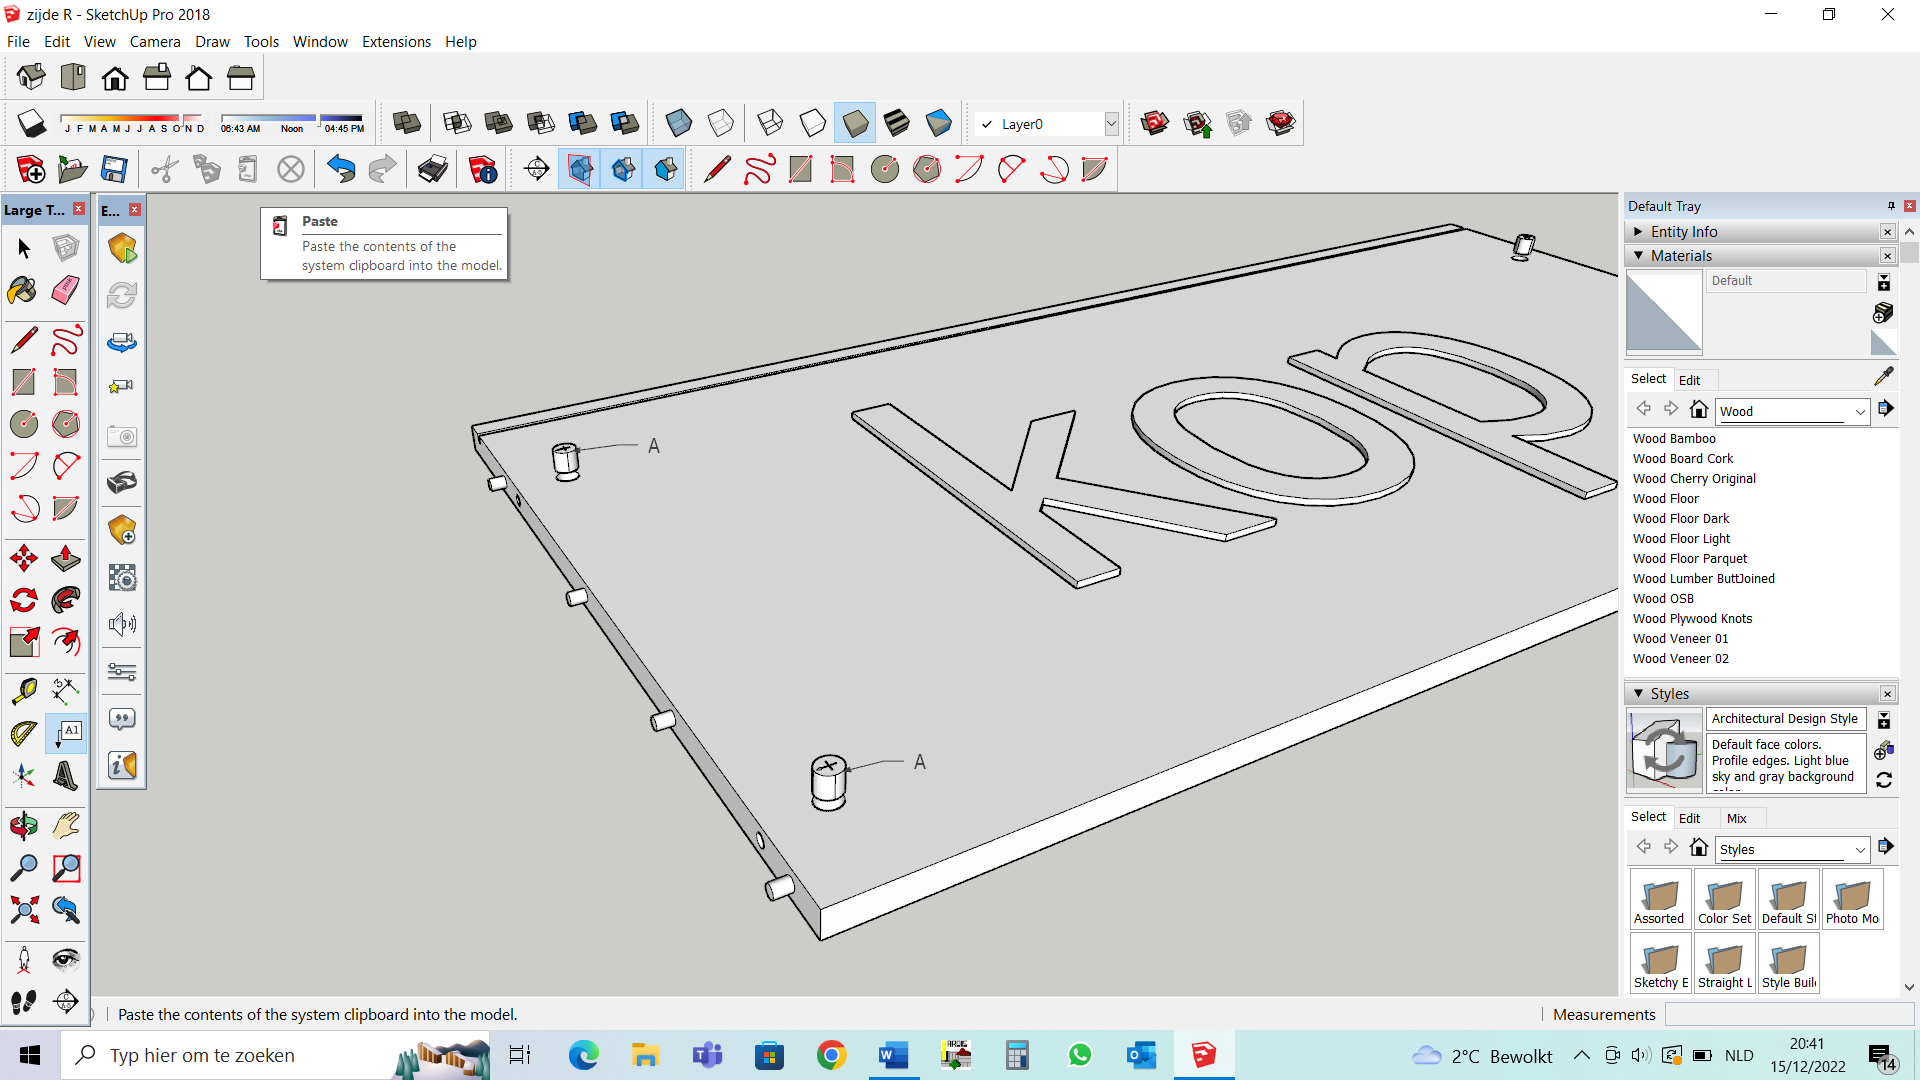 zijde R - SketchUp Pro 2018
File Edit View Camera Draw Tools Window Extensions Help
J F M A M J J A S O N D
06:43 AM Noon 04:45 PM
Layer0
Large T... E...
Paste
Paste the contents of the
system clipboard into the model.
A
A
kop
A1
Default Tray
Entity Info
Materials
Default
Select Edit
Wood
Wood Bamboo
Wood Board Cork
Wood Cherry Original
Wood Floor
Wood Floor Dark
Wood Floor Light
Wood Floor Parquet
Wood Lumber ButtJoined
Wood OSB
Wood Plywood Knots
Wood Veneer 01
Wood Veneer 02
Styles
Architectural Design Style
Default face colors.
Profile edges. Light blue
sky and gray background
Select Edit Mix
Styles
Assorted Color Set Default St Photo Mo
Sketchy E Straight L Style Buil
Paste the contents of the system clipboard into the model.
Measurements
Typ hier om te zoeken
2°C Bewolkt
NLD
20:41
15/12/2022
14